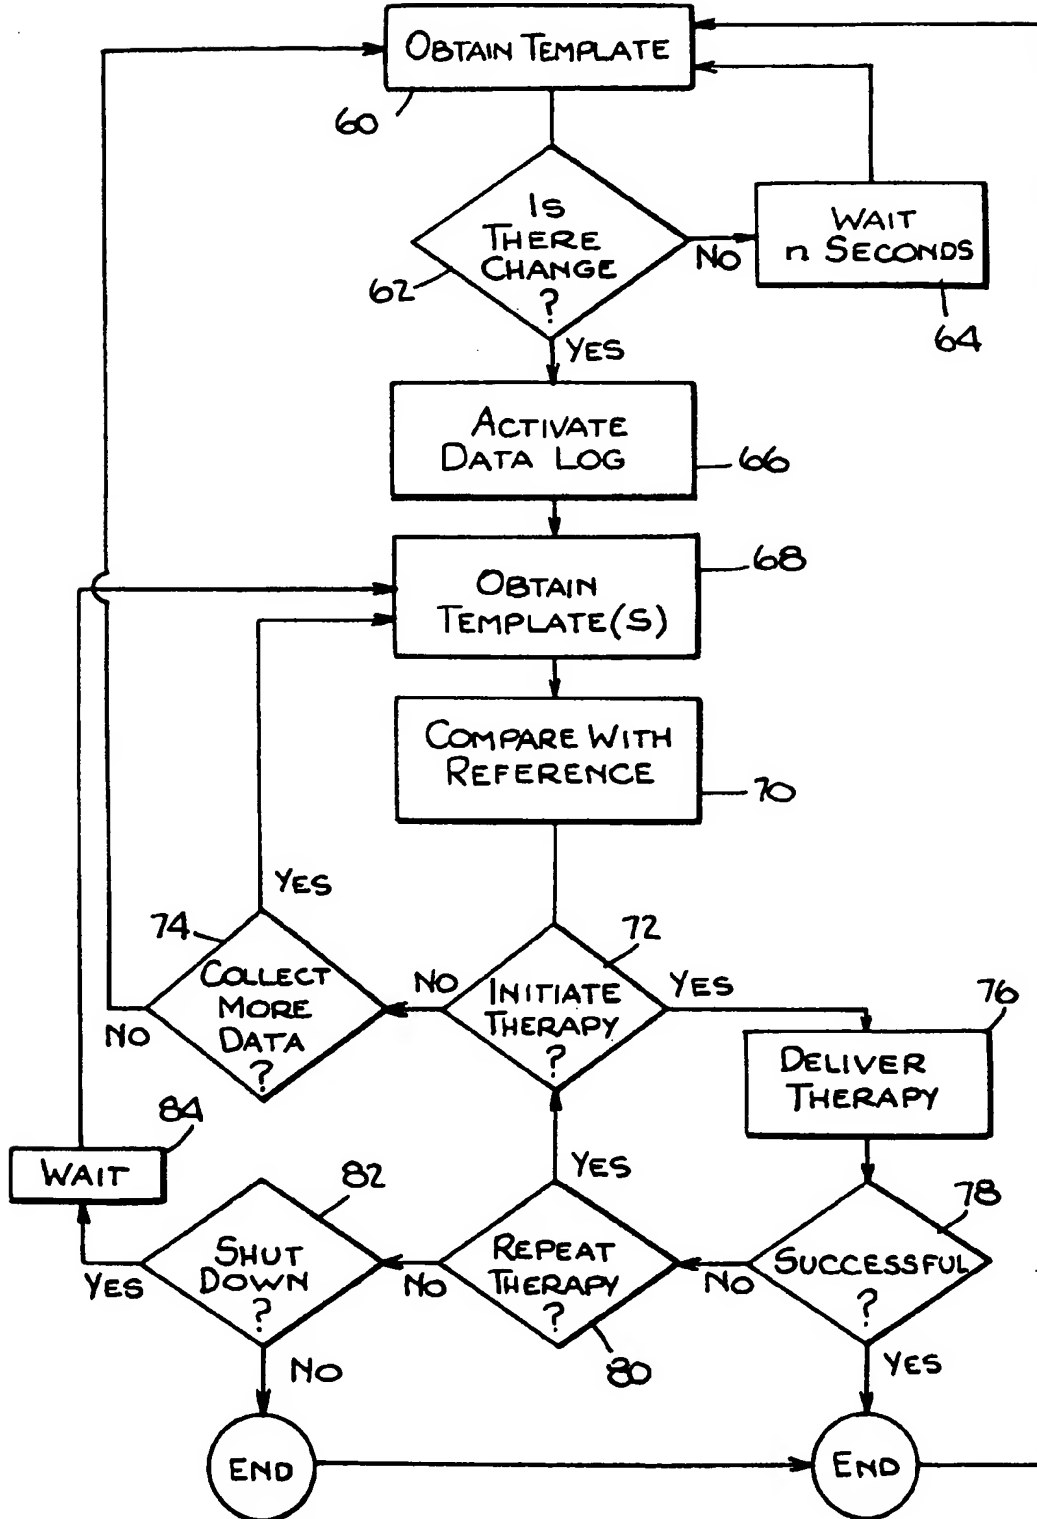 OBTAIN TEMPLATE
60
IS
THERE
CHANGE
?
62
NO
WAIT
n SECONDS
64
YES
ACTIVATE
DATA LOG
66
OBTAIN
TEMPLATE(S)
68
COMPARE WITH
REFERENCE
70
YES
74
COLLECT
MORE
DATA
?
NO
NO
72
INITIATE
THERAPY
?
YES
76
DELIVER
THERAPY
84
WAIT
82
SHUT
DOWN
?
YES
NO
YES
REPEAT
THERAPY
?
NO
80
78
SUCCESSFUL
?
NO
YES
END
END